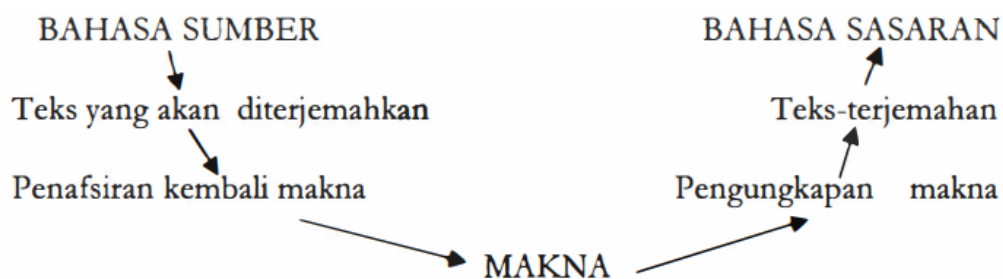 BAHASA SUMBER BAHASA SASARAN
Teks yang akan diterjemahkan Teks-terjemahan
Penafsiran kembali makna Pengungkapan makna
MAKNA